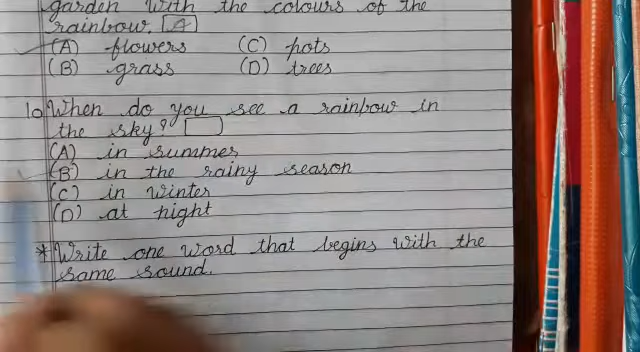 garden with the colours of the
rainbow. [A]
(A) flowers (C) pots
(B) grass (D) trees
10 When do you see a rainbow in
the sky?
(A) in summer
(B) in the rainy season
(C) in winter
(D) at night
* Write one word that begins with the
same sound.